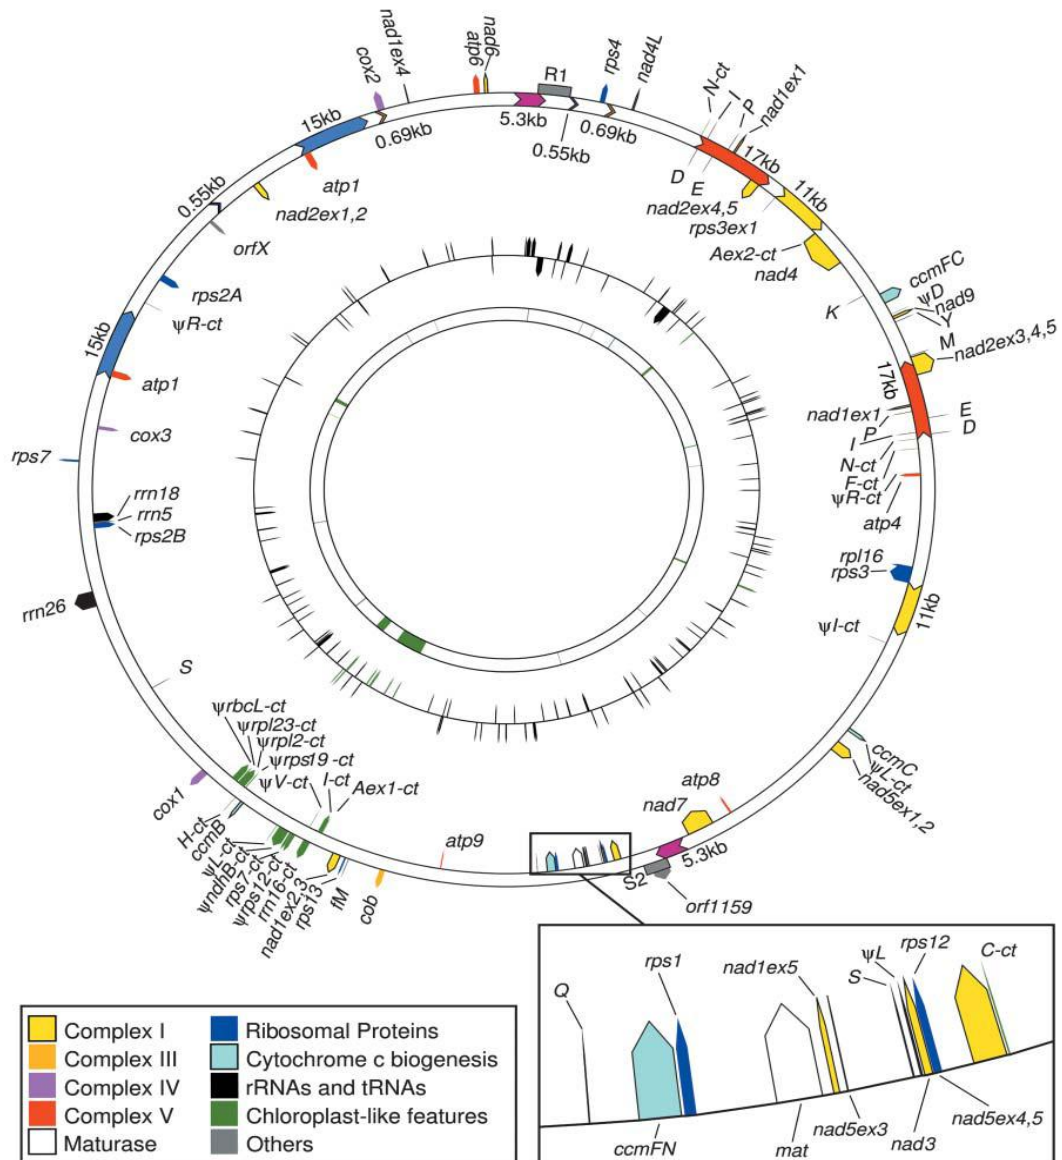 nad6
atp6
nad1ex4
cox2
R1
rps4
nad4L
N-ct
I
P
nad1ex1
15kb
0.69kb
5.3kb
0.55kb
0.69kb
17kb
11kb
D
E
nad2ex4,5
rps3ex1
Aex2-ct
nad4
atp1
nad2ex1,2
0.55kb
orfX
rps2A
ψR-ct
15kb
atp1
cox3
rps7
rrn18
rrn5
rps2B
rrn26
S
K
ccmFC
ψD
nad9
Y
M
nad2ex3,4,5
17kb
nad1ex1
P
E
I
D
N-ct
F-ct
ψR-ct
atp4
rpl16
rps3
11kb
ψI-ct
ccmC
ψL-ct
nad5ex1,2
ψrbcL-ct
ψrpl23-ct
ψrpl2-ct
ψrps19-ct
ψV-ct
I-ct
Aex1-ct
cox1
H-ct
ccmB
ψL-ct
ψndhB-ct
rps7-ct
ψrps12-ct
rrn16-ct
nad1ex2,3
rps13
fM
cob
atp9
atp8
nad7
5.3kb
S2
orf1159
Q
rps1
nad1ex5
S
ψL
rps12
C-ct
ccmFN
mat
nad5ex3
nad3
nad5ex4,5
Complex I
Complex III
Complex IV
Complex V
Maturase
Ribosomal Proteins
Cytochrome c biogenesis
rRNAs and tRNAs
Chloroplast-like features
Others